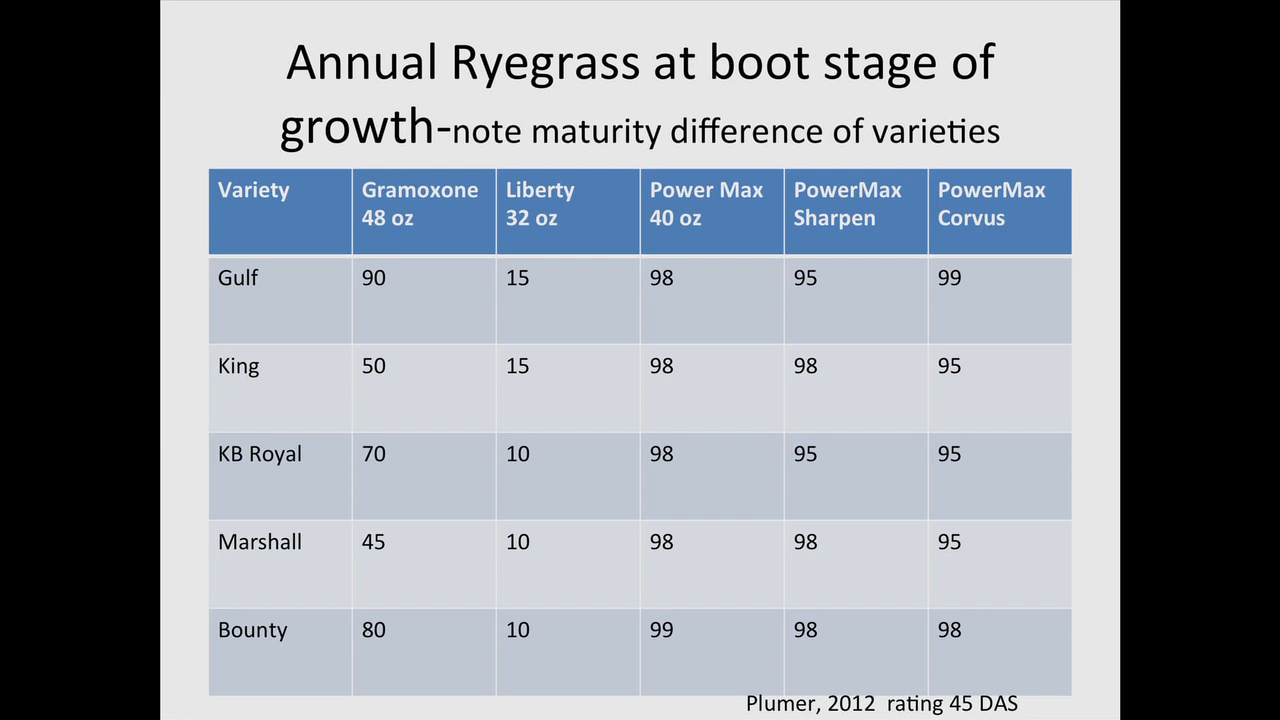 Annual Ryegrass at boot stage of
growth-note maturity difference of varieties
Variety Gramoxone 48 oz Liberty 32 oz Power Max 40 oz PowerMax Sharpen PowerMax Corvus
Gulf 90 15 98 95 99
King 50 15 98 98 95
KB Royal 70 10 98 95 95
Marshall 45 10 98 98 95
Bounty 80 10 99 98 98
Plumer, 2012 rating 45 DAS